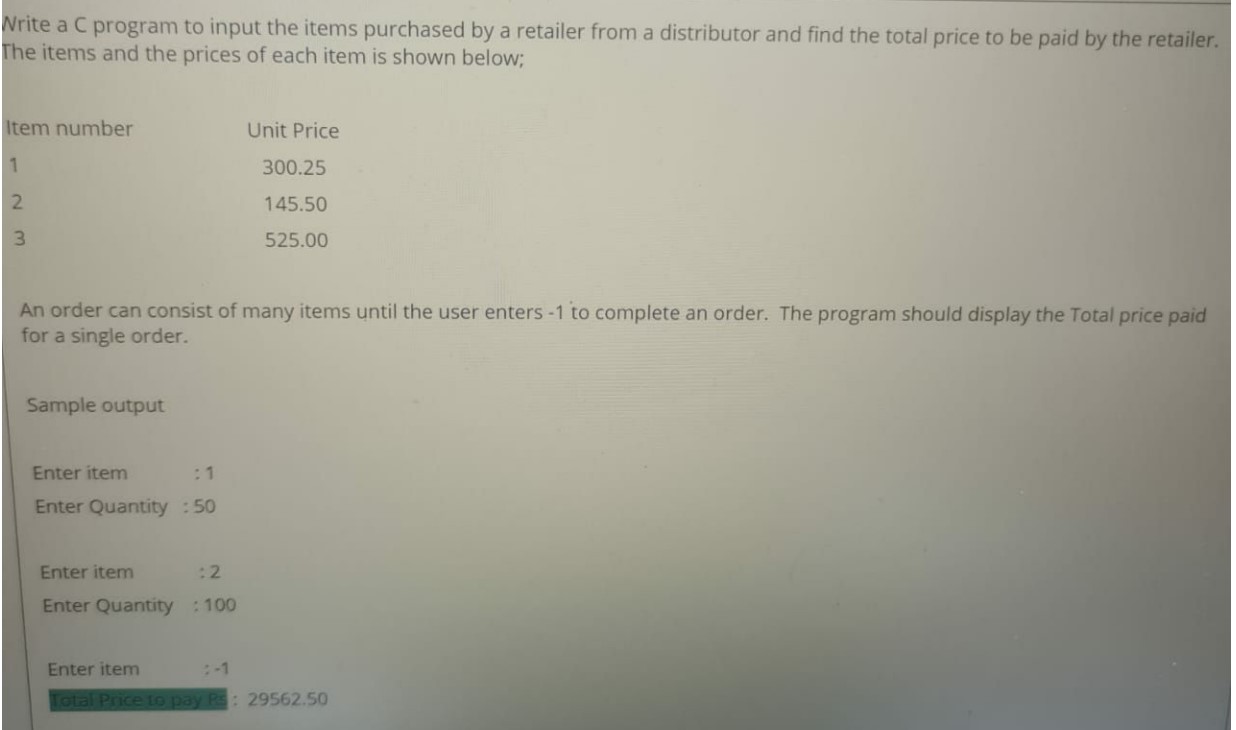 Write a C program to input the items purchased by a retailer from a distributor and find the total price to be paid by the retailer.
The items and the prices of each item is shown below;
Item number Unit Price
1 300.25
2 145.50
3 525.00
An order can consist of many items until the user enters -1 to complete an order. The program should display the Total price paid
for a single order.
Sample output
Enter item : 1
Enter Quantity : 50
Enter item : 2
Enter Quantity : 100
Enter item : -1
Total Price to pay Rs : 29562.50